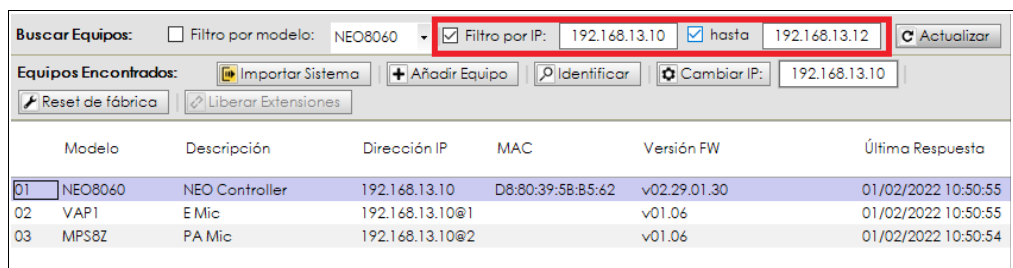 Buscar Equipos: Filtro por modelo: NEO8060 Filtro por IP: 192.168.13.10 hasta 192.168.13.12 Actualizar
Equipos Encontrados: Importar Sistema Añadir Equipo Identificar Cambiar IP: 192.168.13.10
Reset de fábrica Liberar Extensiones
Modelo Descripción Dirección IP MAC Versión FW Última Respuesta
01 NEO8060 NEO Controller 192.168.13.10 D8:80:39:5B:B5:62 v02.29.01.30 01/02/2022 10:50:55
02 VAP1 E Mic 192.168.13.10@1 v01.06 01/02/2022 10:50:55
03 MPS8Z PA Mic 192.168.13.10@2 v01.06 01/02/2022 10:50:54